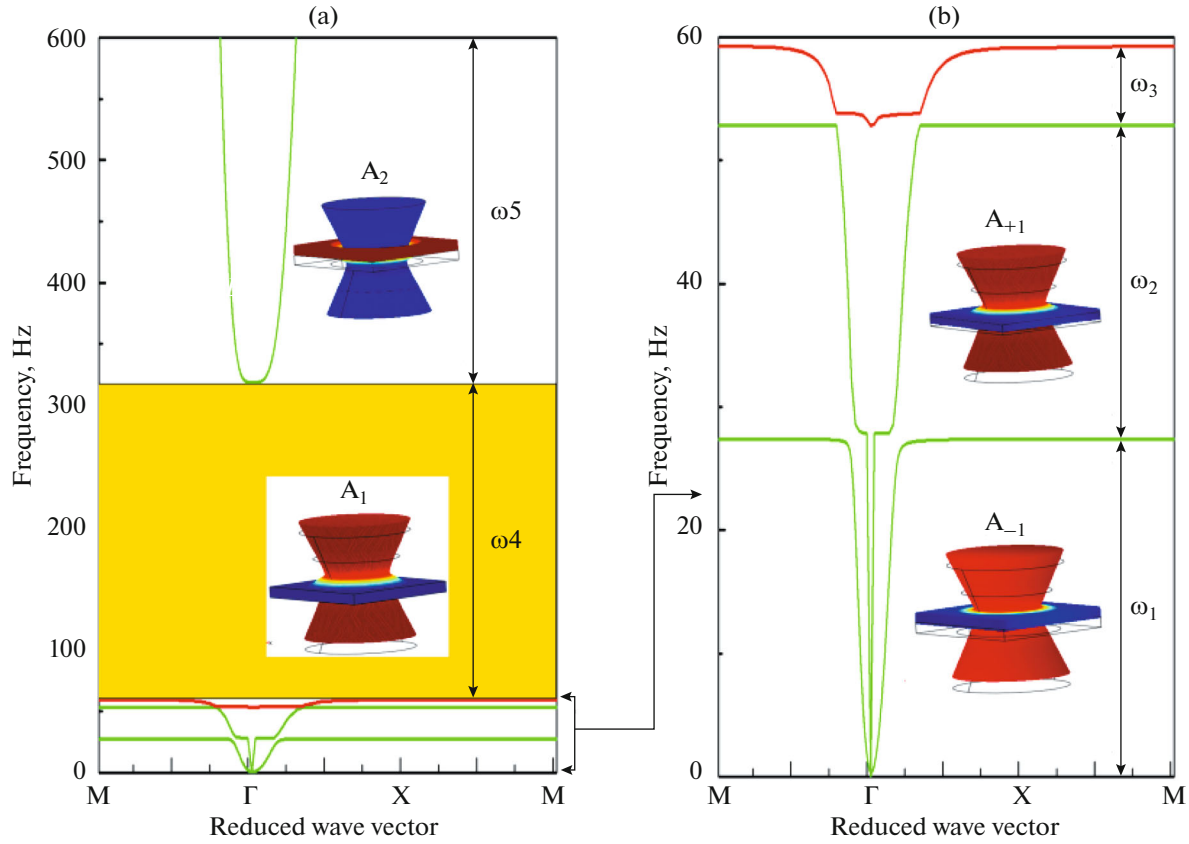 (a)
600
500
400
300
200
100
0
Frequency, Hz
A₂
ω5
A₁
ω4
M Γ X M
Reduced wave vector
(b)
60
40
20
0
Frequency, Hz
ω₃
A₊₁
ω₂
A₋₁
ω₁
M Γ X M
Reduced wave vector